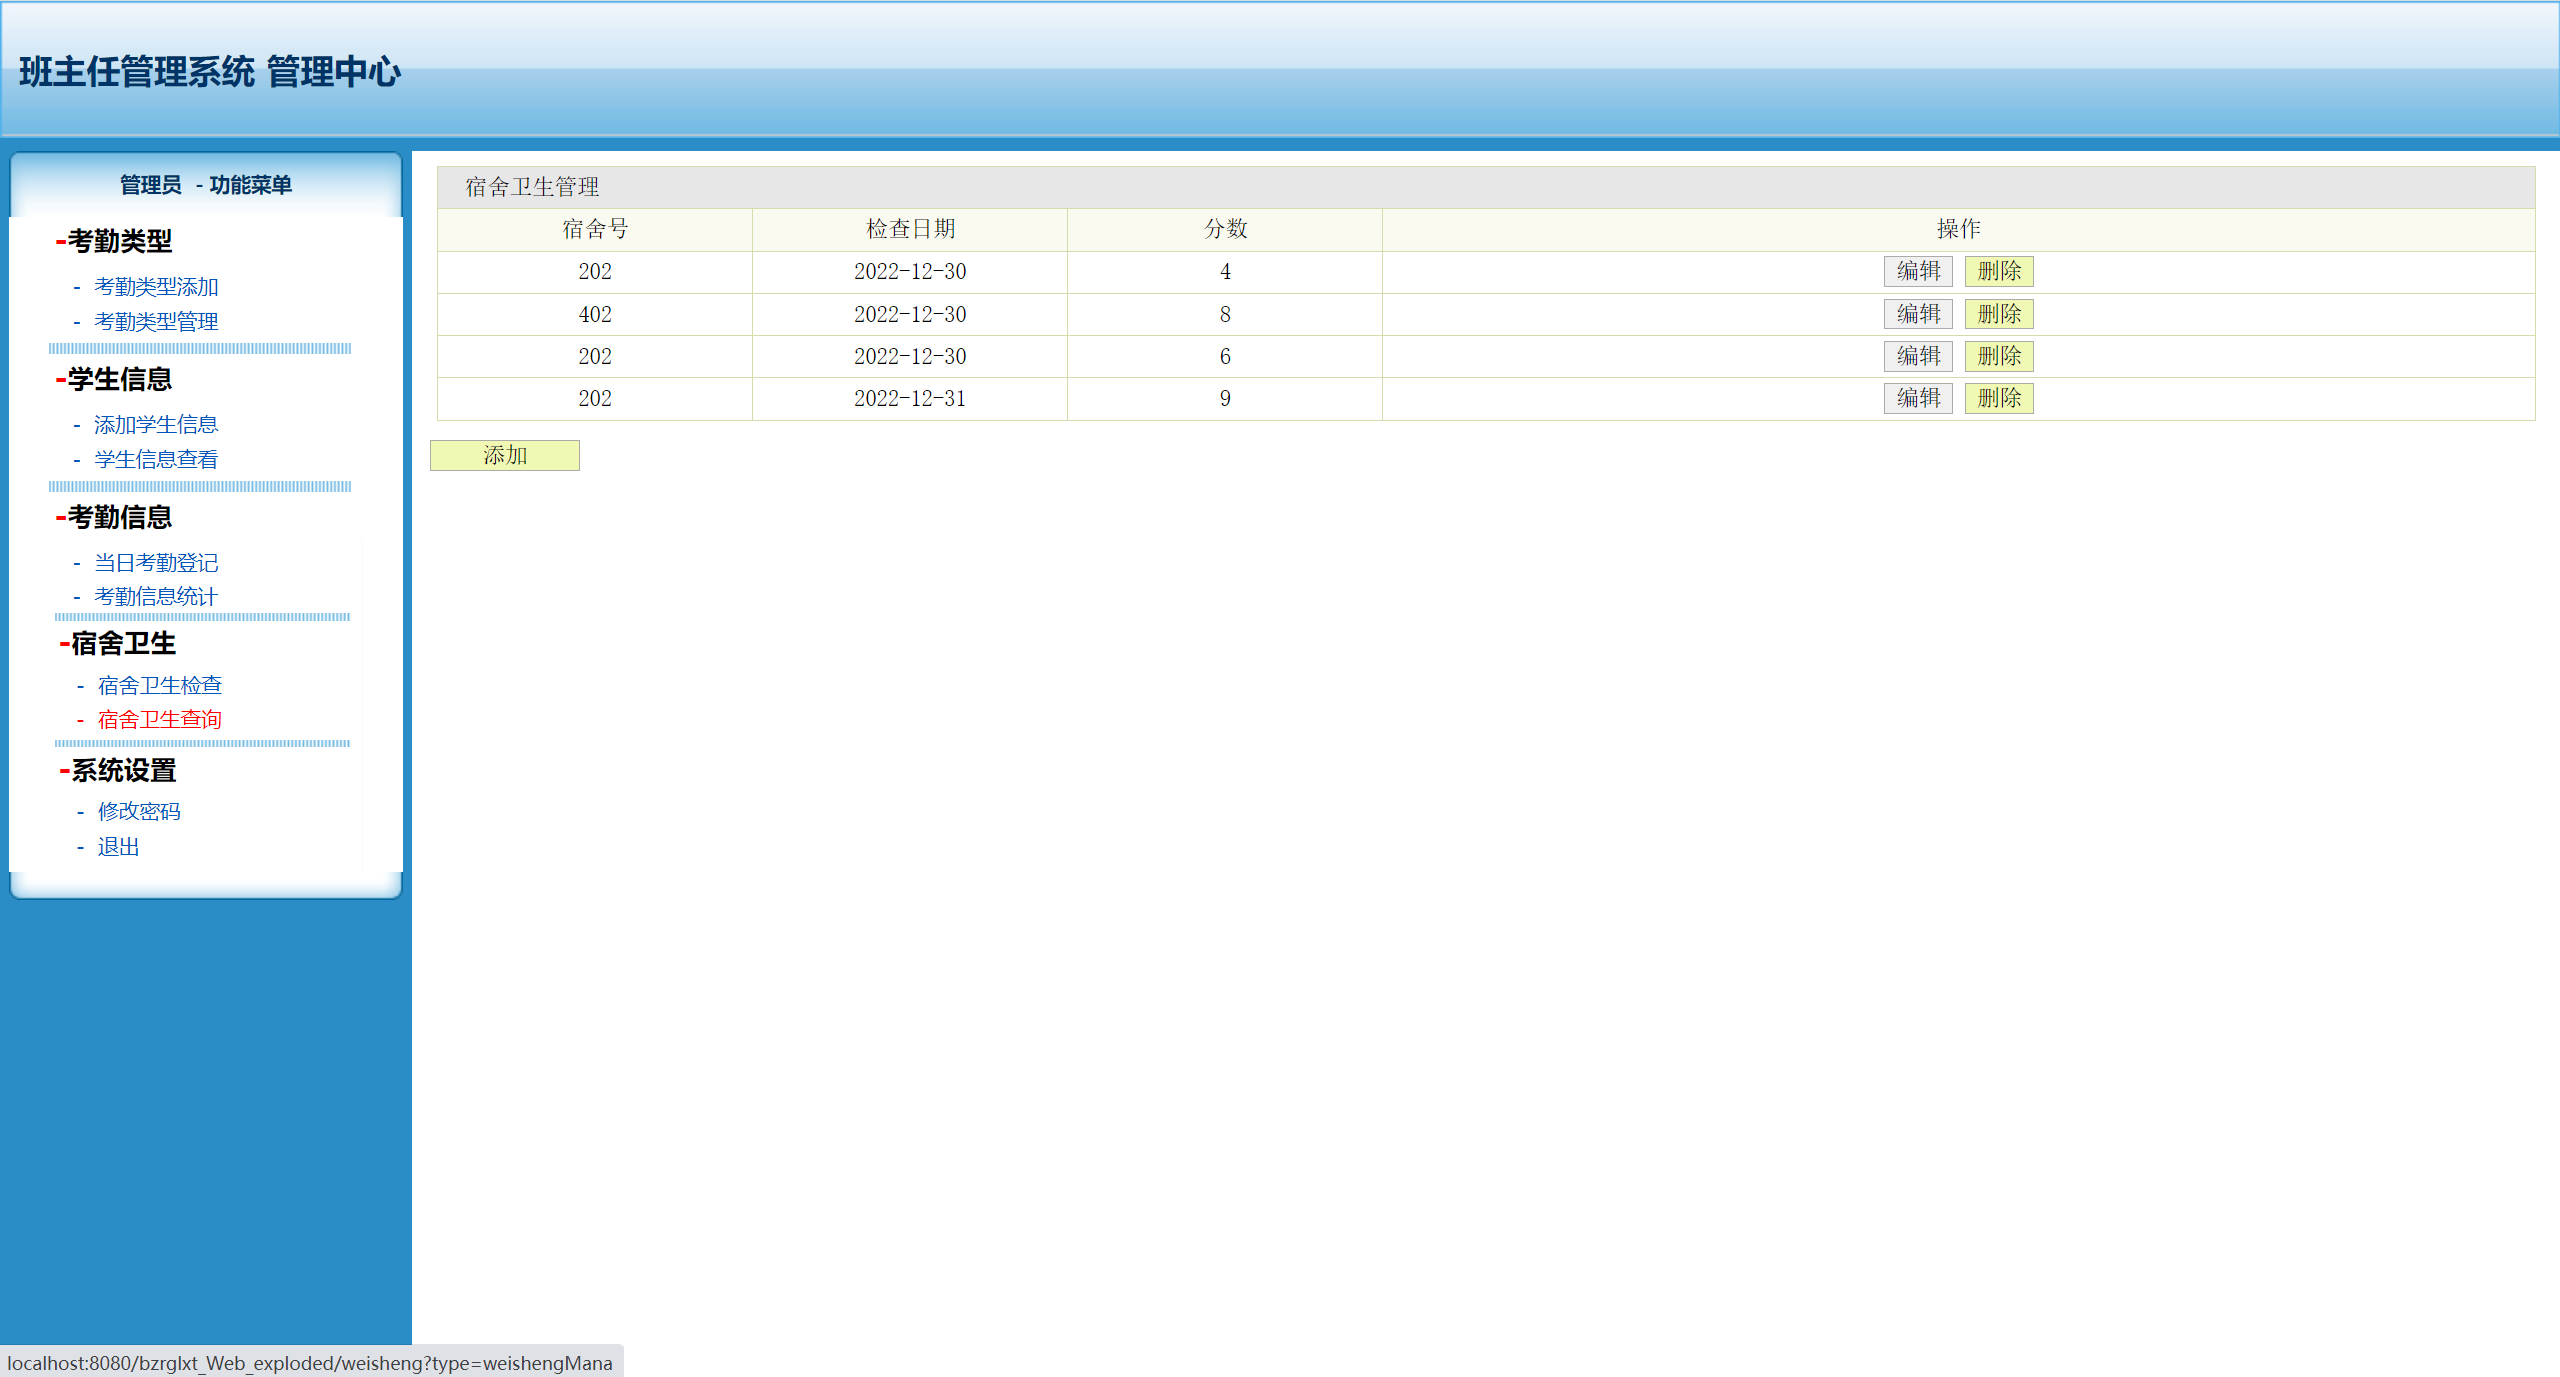 班主任管理系统 管理中心
管理员 - 功能菜单
-考勤类型
- 考勤类型添加
- 考勤类型管理
-学生信息
- 添加学生信息
- 学生信息查看
-考勤信息
- 当日考勤登记
- 考勤信息统计
-宿舍卫生
- 宿舍卫生检查
- 宿舍卫生查询
-系统设置
- 修改密码
- 退出
宿舍卫生管理
宿舍号 检查日期 分数 操作
202 2022-12-30 4 编辑 删除
402 2022-12-30 8 编辑 删除
202 2022-12-30 6 编辑 删除
202 2022-12-31 9 编辑 删除
添加
localhost:8080/bzrglxt_Web_exploded/weisheng?type=weishengMana